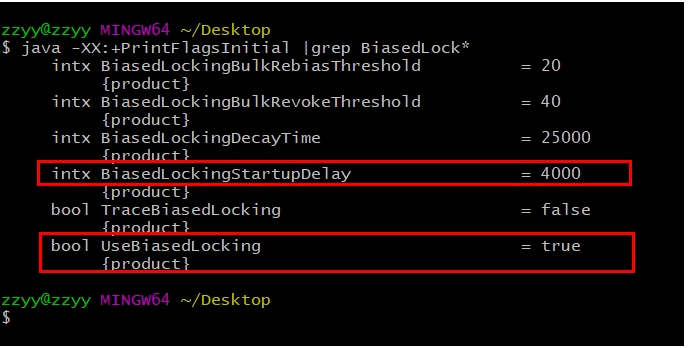 zzyy@zzyy MINGW64 ~/Desktop
$ java -XX:+PrintFlagsInitial |grep BiasedLock*
intx BiasedLockingBulkRebiasThreshold = 20
{product}
intx BiasedLockingBulkRevokeThreshold = 40
{product}
intx BiasedLockingDecayTime = 25000
{product}
intx BiasedLockingStartupDelay = 4000
{product}
bool TraceBiasedLocking = false
{product}
bool UseBiasedLocking = true
{product}
zzyy@zzyy MINGW64 ~/Desktop
$